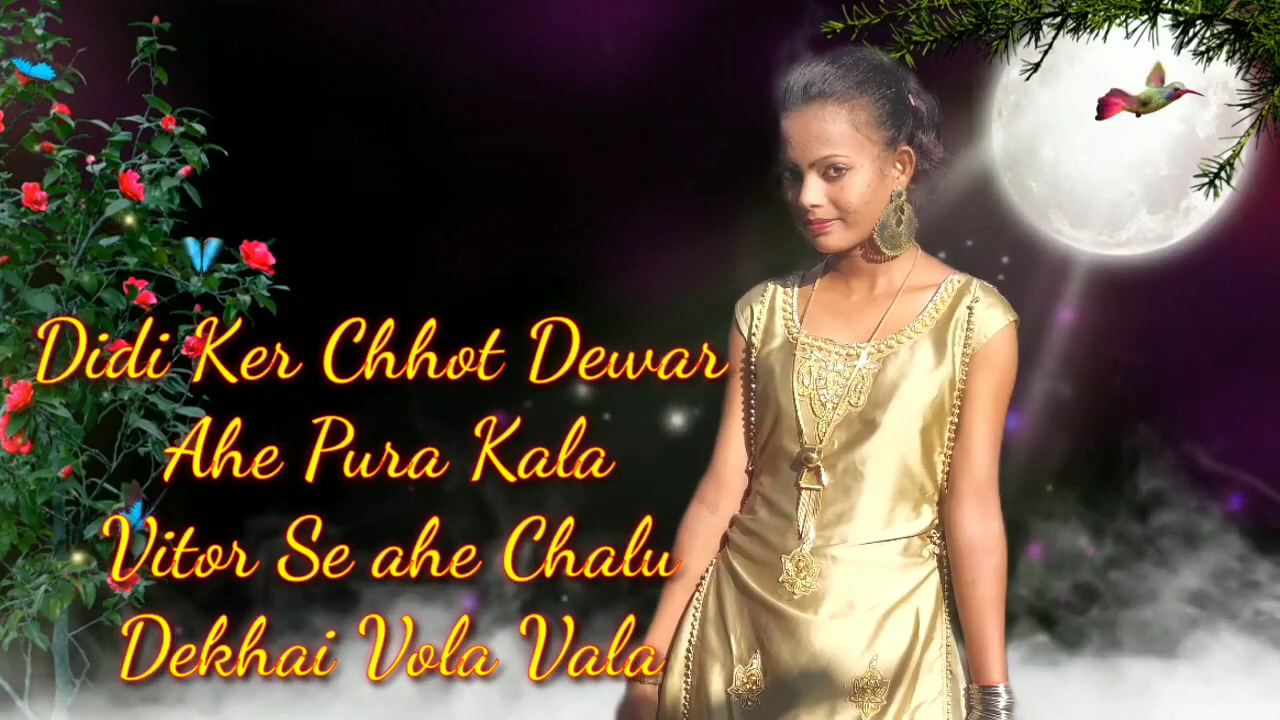 Didi Ker Chhot Dewar
Ahe Pura Kala
Vitor Se ahe Chalu
Dekhai Vola Vala